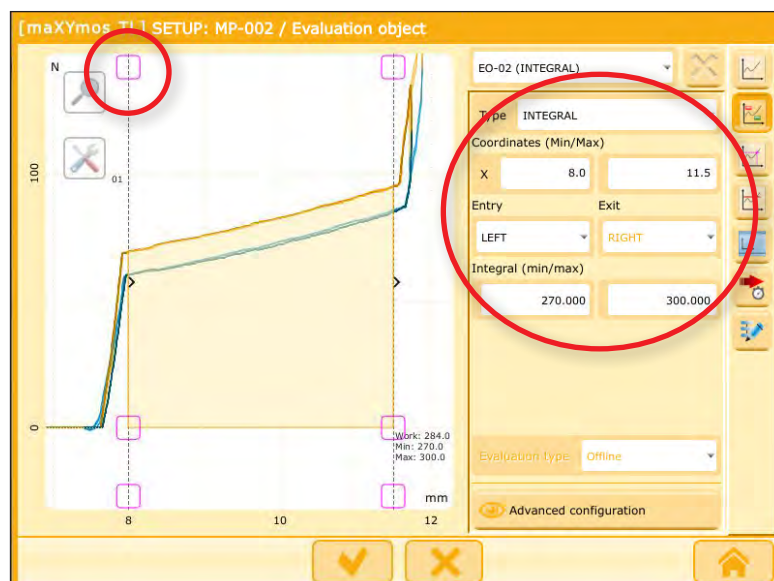 [maXYmos TL] SETUP: MP-002 / Evaluation object
N
100
0
01
Work: 284.0
Min: 270.0
Max: 300.0
mm
8
10
12
EO-02 (INTEGRAL)
Type INTEGRAL
Coordinates (Min/Max)
X 8.0 11.5
Entry Exit
LEFT RIGHT
Integral (min/max)
270.000 300.000
Evaluation type Offline
Advanced configuration